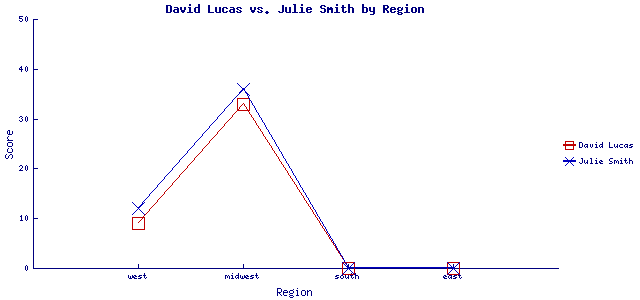 David Lucas vs. Julie Smith by Region
50
40
30
20
10
0
Score
west midwest south east
Region
David Lucas
Julie Smith